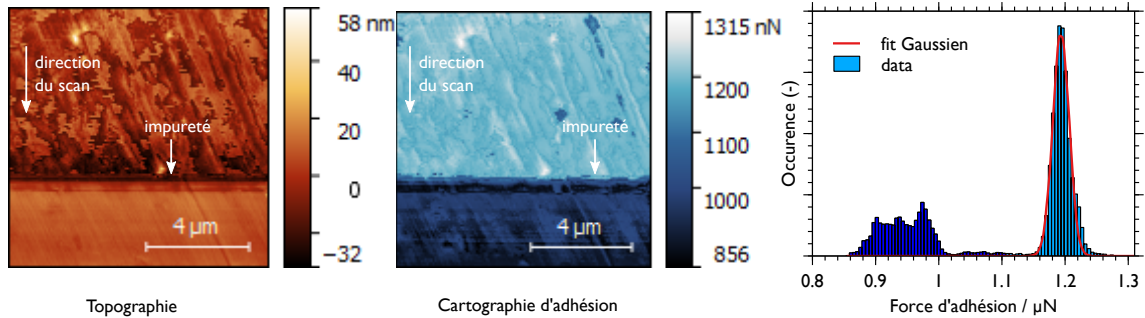 direction
du scan
impureté
4 µm
58 nm
40
20
0
−32
Topographie
direction
du scan
impureté
4 µm
1315 nN
1200
1100
1000
856
Cartographie d'adhésion
fit Gaussien
data
Occurence (-)
0.8 0.9 1 1.1 1.2 1.3
Force d'adhésion / µN